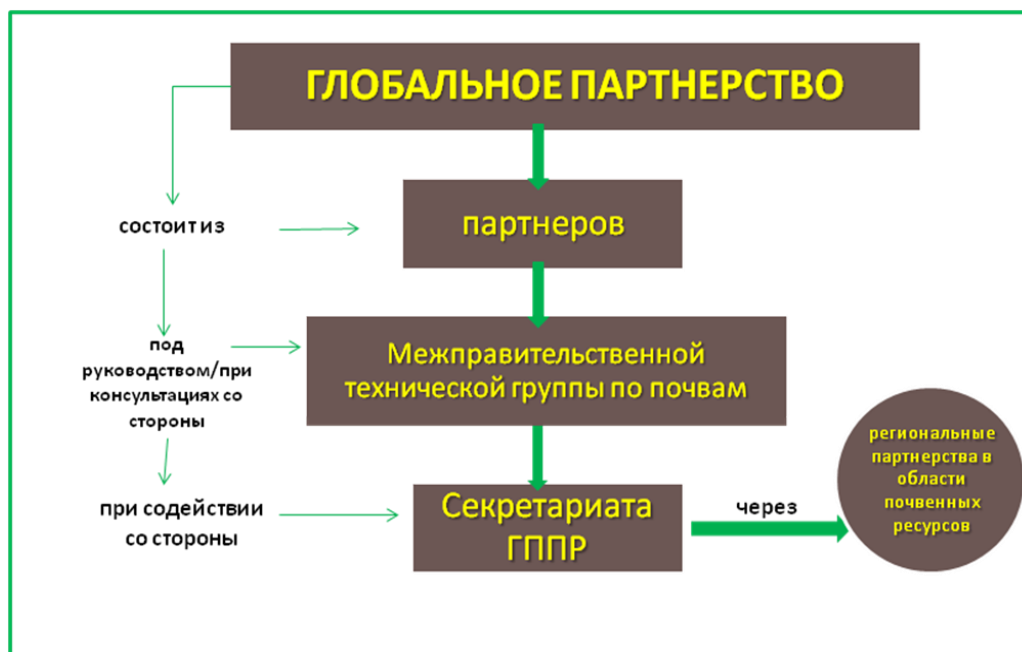 ГЛОБАЛЬНОЕ ПАРТНЕРСТВО
состоит из
партнеров
под
руководством/при
консультациях со
стороны
Межправительственной
технической группы по почвам
при содействии
со стороны
Секретариата
ГППР
через
региональные
партнерства в
области
почвенных
ресурсов